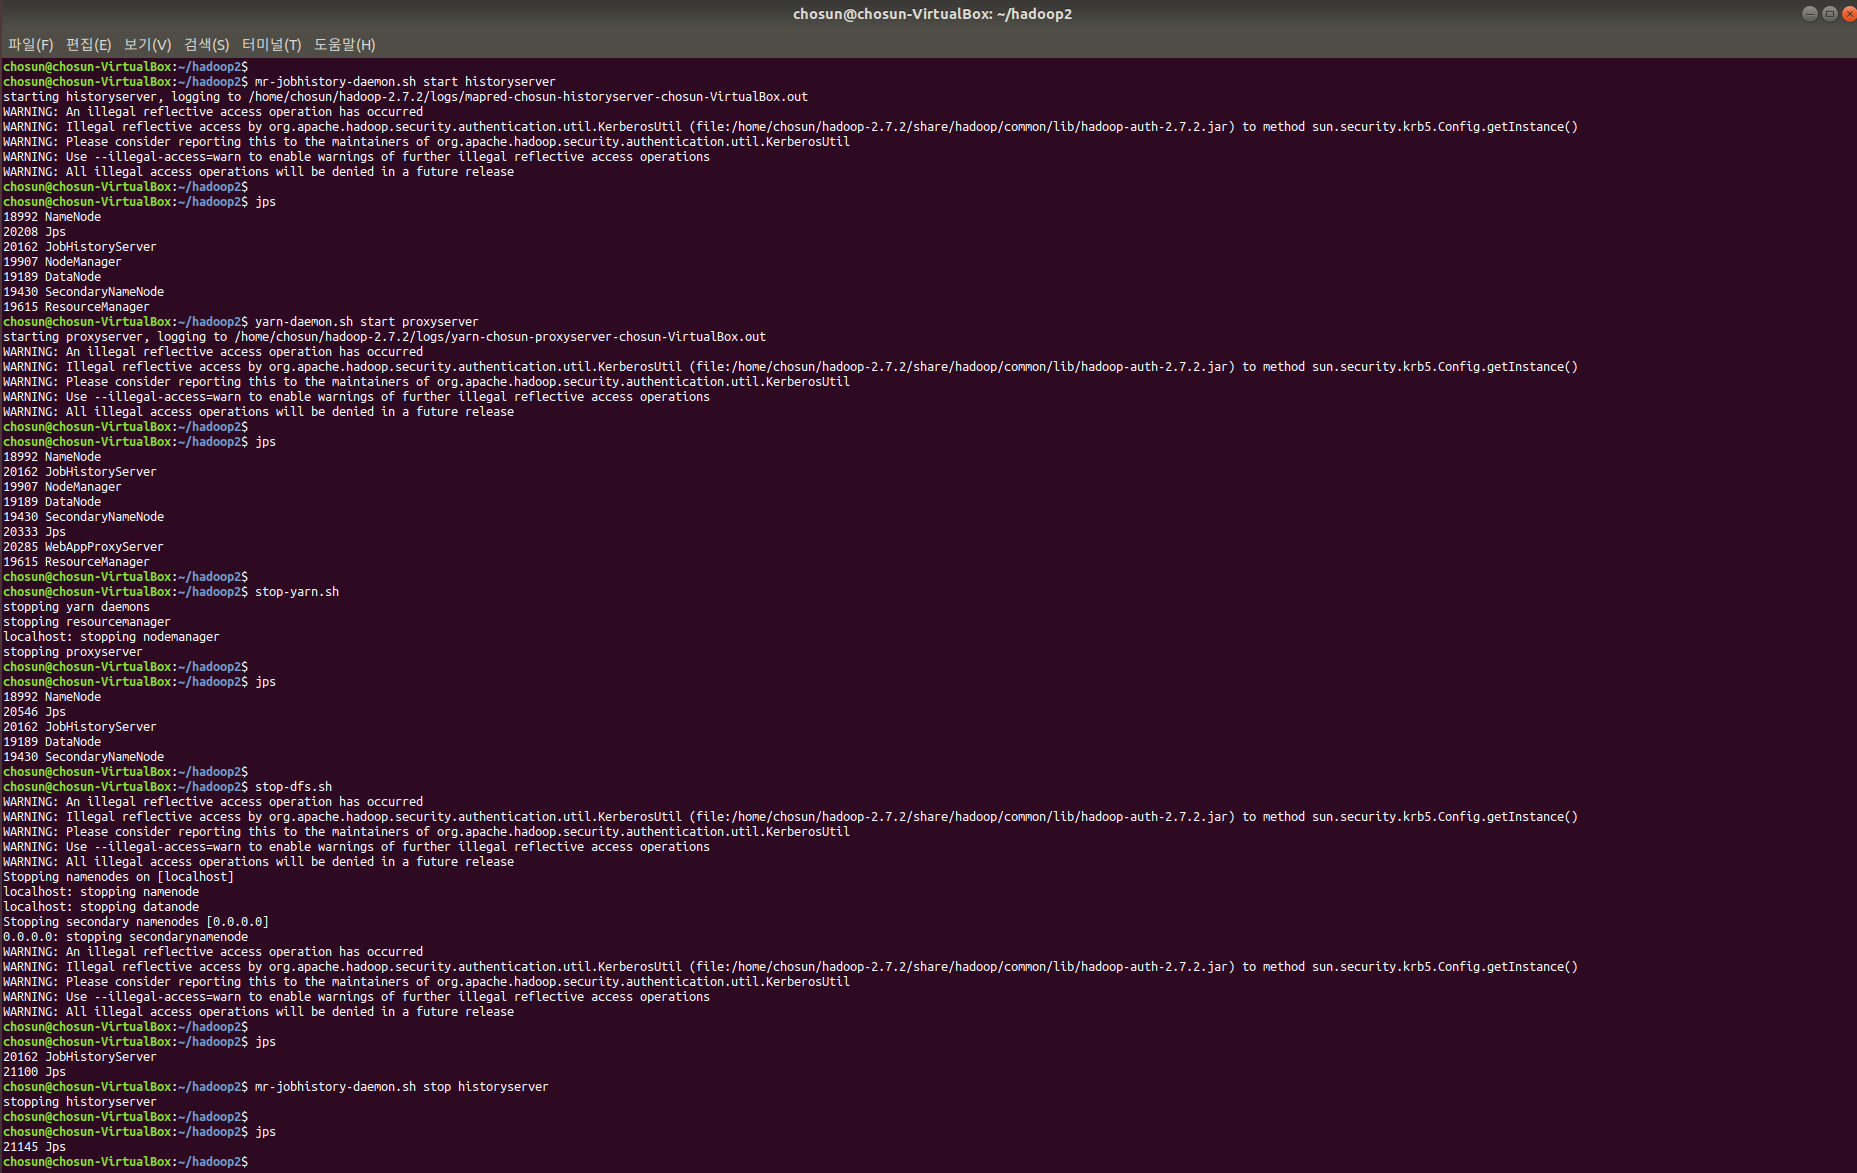 chosun@chosun-VirtualBox: ~/hadoop2
파일(F) 편집(E) 보기(V) 검색(S) 터미널(T) 도움말(H)
chosun@chosun-VirtualBox:~/hadoop2$
chosun@chosun-VirtualBox:~/hadoop2$ mr-jobhistory-daemon.sh start historyserver
starting historyserver, logging to /home/chosun/hadoop-2.7.2/logs/mapred-chosun-historyserver-chosun-VirtualBox.out
WARNING: An illegal reflective access operation has occurred
WARNING: Illegal reflective access by org.apache.hadoop.security.authentication.util.KerberosUtil (file:/home/chosun/hadoop-2.7.2/share/hadoop/common/lib/hadoop-auth-2.7.2.jar) to method sun.security.krb5.Config.getInstance()
WARNING: Please consider reporting this to the maintainers of org.apache.hadoop.security.authentication.util.KerberosUtil
WARNING: Use --illegal-access=warn to enable warnings of further illegal reflective access operations
WARNING: All illegal access operations will be denied in a future release
chosun@chosun-VirtualBox:~/hadoop2$
chosun@chosun-VirtualBox:~/hadoop2$ jps
18992 NameNode
20208 Jps
20162 JobHistoryServer
19907 NodeManager
19189 DataNode
19430 SecondaryNameNode
19615 ResourceManager
chosun@chosun-VirtualBox:~/hadoop2$ yarn-daemon.sh start proxyserver
starting proxyserver, logging to /home/chosun/hadoop-2.7.2/logs/yarn-chosun-proxyserver-chosun-VirtualBox.out
WARNING: An illegal reflective access operation has occurred
WARNING: Illegal reflective access by org.apache.hadoop.security.authentication.util.KerberosUtil (file:/home/chosun/hadoop-2.7.2/share/hadoop/common/lib/hadoop-auth-2.7.2.jar) to method sun.security.krb5.Config.getInstance()
WARNING: Please consider reporting this to the maintainers of org.apache.hadoop.security.authentication.util.KerberosUtil
WARNING: Use --illegal-access=warn to enable warnings of further illegal reflective access operations
WARNING: All illegal access operations will be denied in a future release
chosun@chosun-VirtualBox:~/hadoop2$
chosun@chosun-VirtualBox:~/hadoop2$ jps
18992 NameNode
20162 JobHistoryServer
19907 NodeManager
19189 DataNode
19430 SecondaryNameNode
20333 Jps
20285 WebAppProxyServer
19615 ResourceManager
chosun@chosun-VirtualBox:~/hadoop2$
chosun@chosun-VirtualBox:~/hadoop2$ stop-yarn.sh
stopping yarn daemons
stopping resourcemanager
localhost: stopping nodemanager
stopping proxyserver
chosun@chosun-VirtualBox:~/hadoop2$
chosun@chosun-VirtualBox:~/hadoop2$ jps
18992 NameNode
20546 Jps
20162 JobHistoryServer
19189 DataNode
19430 SecondaryNameNode
chosun@chosun-VirtualBox:~/hadoop2$
chosun@chosun-VirtualBox:~/hadoop2$ stop-dfs.sh
WARNING: An illegal reflective access operation has occurred
WARNING: Illegal reflective access by org.apache.hadoop.security.authentication.util.KerberosUtil (file:/home/chosun/hadoop-2.7.2/share/hadoop/common/lib/hadoop-auth-2.7.2.jar) to method sun.security.krb5.Config.getInstance()
WARNING: Please consider reporting this to the maintainers of org.apache.hadoop.security.authentication.util.KerberosUtil
WARNING: Use --illegal-access=warn to enable warnings of further illegal reflective access operations
WARNING: All illegal access operations will be denied in a future release
Stopping namenodes on [localhost]
localhost: stopping namenode
localhost: stopping datanode
Stopping secondary namenodes [0.0.0.0]
0.0.0.0: stopping secondarynamenode
WARNING: An illegal reflective access operation has occurred
WARNING: Illegal reflective access by org.apache.hadoop.security.authentication.util.KerberosUtil (file:/home/chosun/hadoop-2.7.2/share/hadoop/common/lib/hadoop-auth-2.7.2.jar) to method sun.security.krb5.Config.getInstance()
WARNING: Please consider reporting this to the maintainers of org.apache.hadoop.security.authentication.util.KerberosUtil
WARNING: Use --illegal-access=warn to enable warnings of further illegal reflective access operations
WARNING: All illegal access operations will be denied in a future release
chosun@chosun-VirtualBox:~/hadoop2$
chosun@chosun-VirtualBox:~/hadoop2$ jps
20162 JobHistoryServer
21100 Jps
chosun@chosun-VirtualBox:~/hadoop2$ mr-jobhistory-daemon.sh stop historyserver
stopping historyserver
chosun@chosun-VirtualBox:~/hadoop2$
chosun@chosun-VirtualBox:~/hadoop2$ jps
21145 Jps
chosun@chosun-VirtualBox:~/hadoop2$